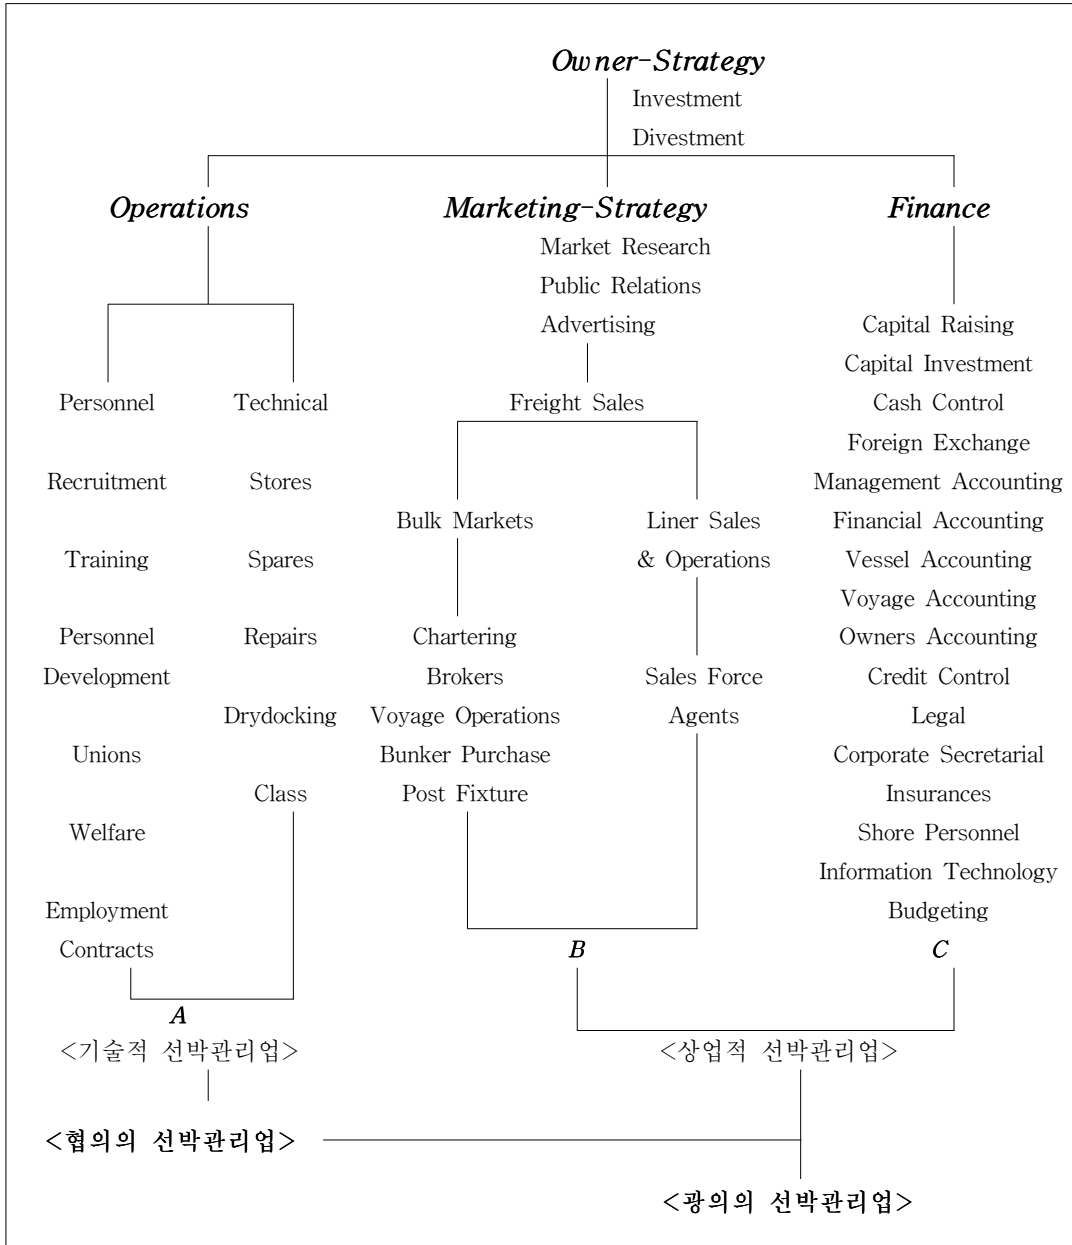 Owner-Strategy
Investment
Divestment
Operations
Marketing-Strategy
Finance
Market Research
Public Relations
Advertising
Personnel
Technical
Recruitment
Stores
Training
Spares
Personnel
Development
Repairs
Drydocking
Unions
Class
Welfare
Employment
Contracts
A
<기술적 선박관리업>
<협의의 선박관리업>
Freight Sales
Bulk Markets
Chartering
Brokers
Voyage Operations
Bunker Purchase
Post Fixture
Liner Sales
& Operations
Sales Force
Agents
B
Capital Raising
Capital Investment
Cash Control
Foreign Exchange
Management Accounting
Financial Accounting
Vessel Accounting
Voyage Accounting
Owners Accounting
Credit Control
Legal
Corporate Secretarial
Insurances
Shore Personnel
Information Technology
Budgeting
C
<상업적 선박관리업>
<광의의 선박관리업>